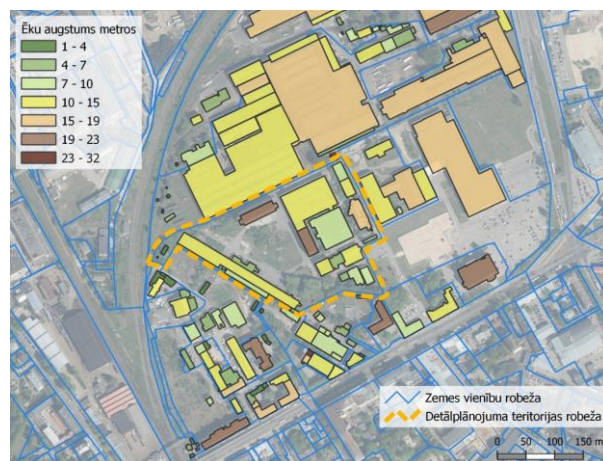 Ēku augstums metros
1 - 4
4 - 7
7 - 10
10 - 15
15 - 19
19 - 23
23 - 32
Zemes vienību robeža
Detālplānojuma teritorijas robeža
0 50 100 150 m